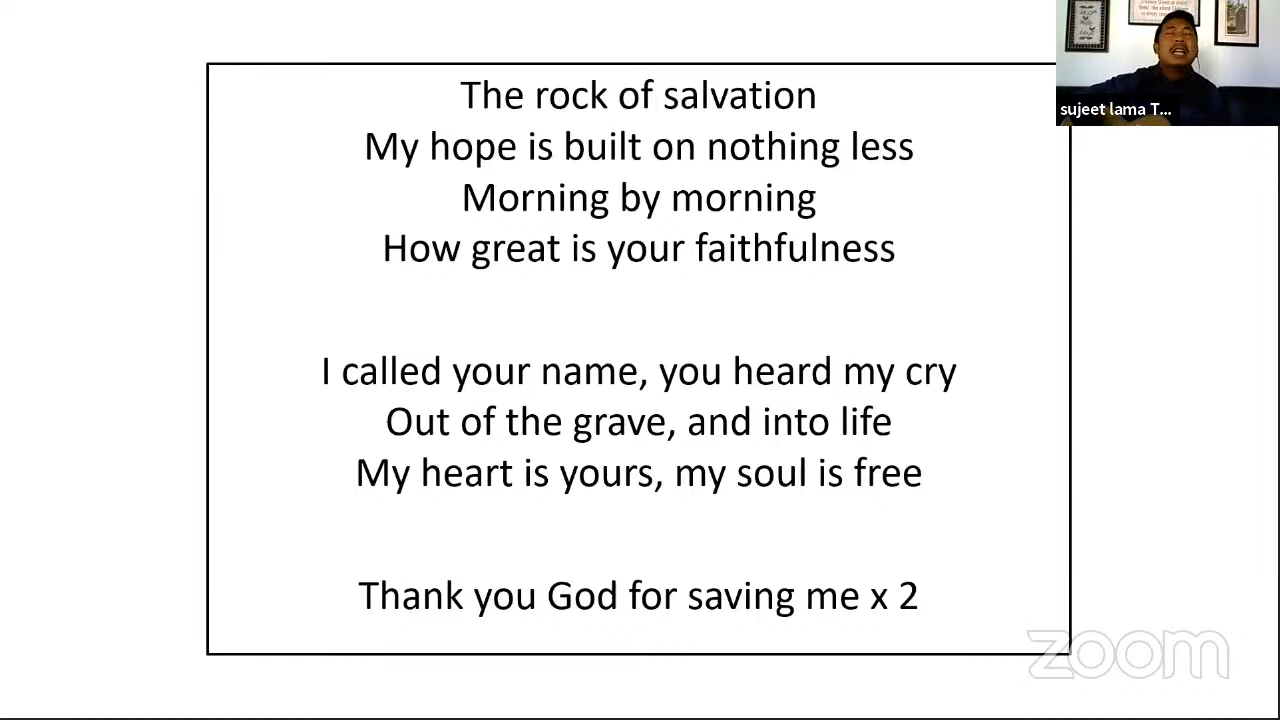 The rock of salvation
My hope is built on nothing less
Morning by morning
How great is your faithfulness
I called your name, you heard my cry
Out of the grave, and into life
My heart is yours, my soul is free
Thank you God for saving me x 2
sujeet lama T...
zoom